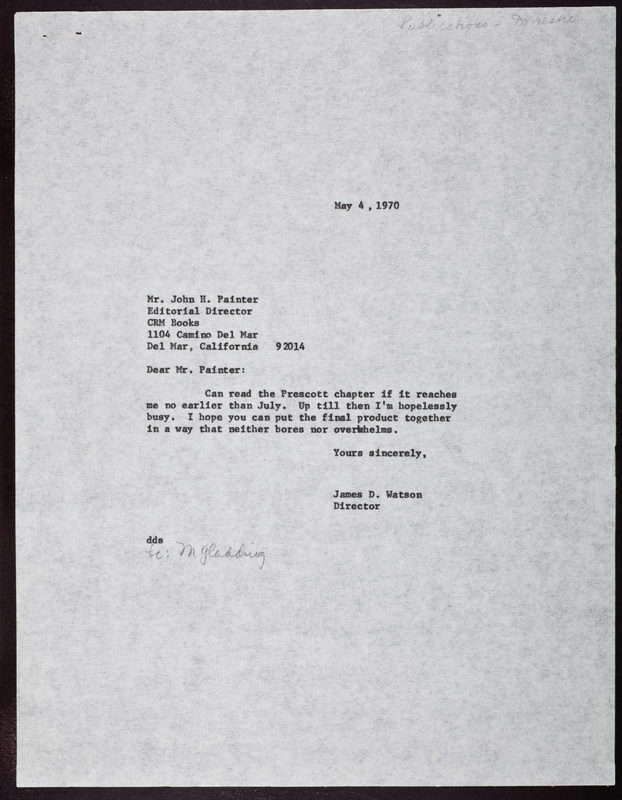 Publications - Domestic
May 4 , 1970
Mr. John H. Painter
Editorial Director
CRM Books
1104 Camino Del Mar
Del Mar, California 92014
Dear Mr. Painter:
Can read the Prescott chapter if it reaches
me no earlier than July. Up till then I'm hopelessly
busy. I hope you can put the final product together
in a way that neither bores nor overwhelms.
Yours sincerely,
James D. Watson
Director
dds
bc: M Gladding